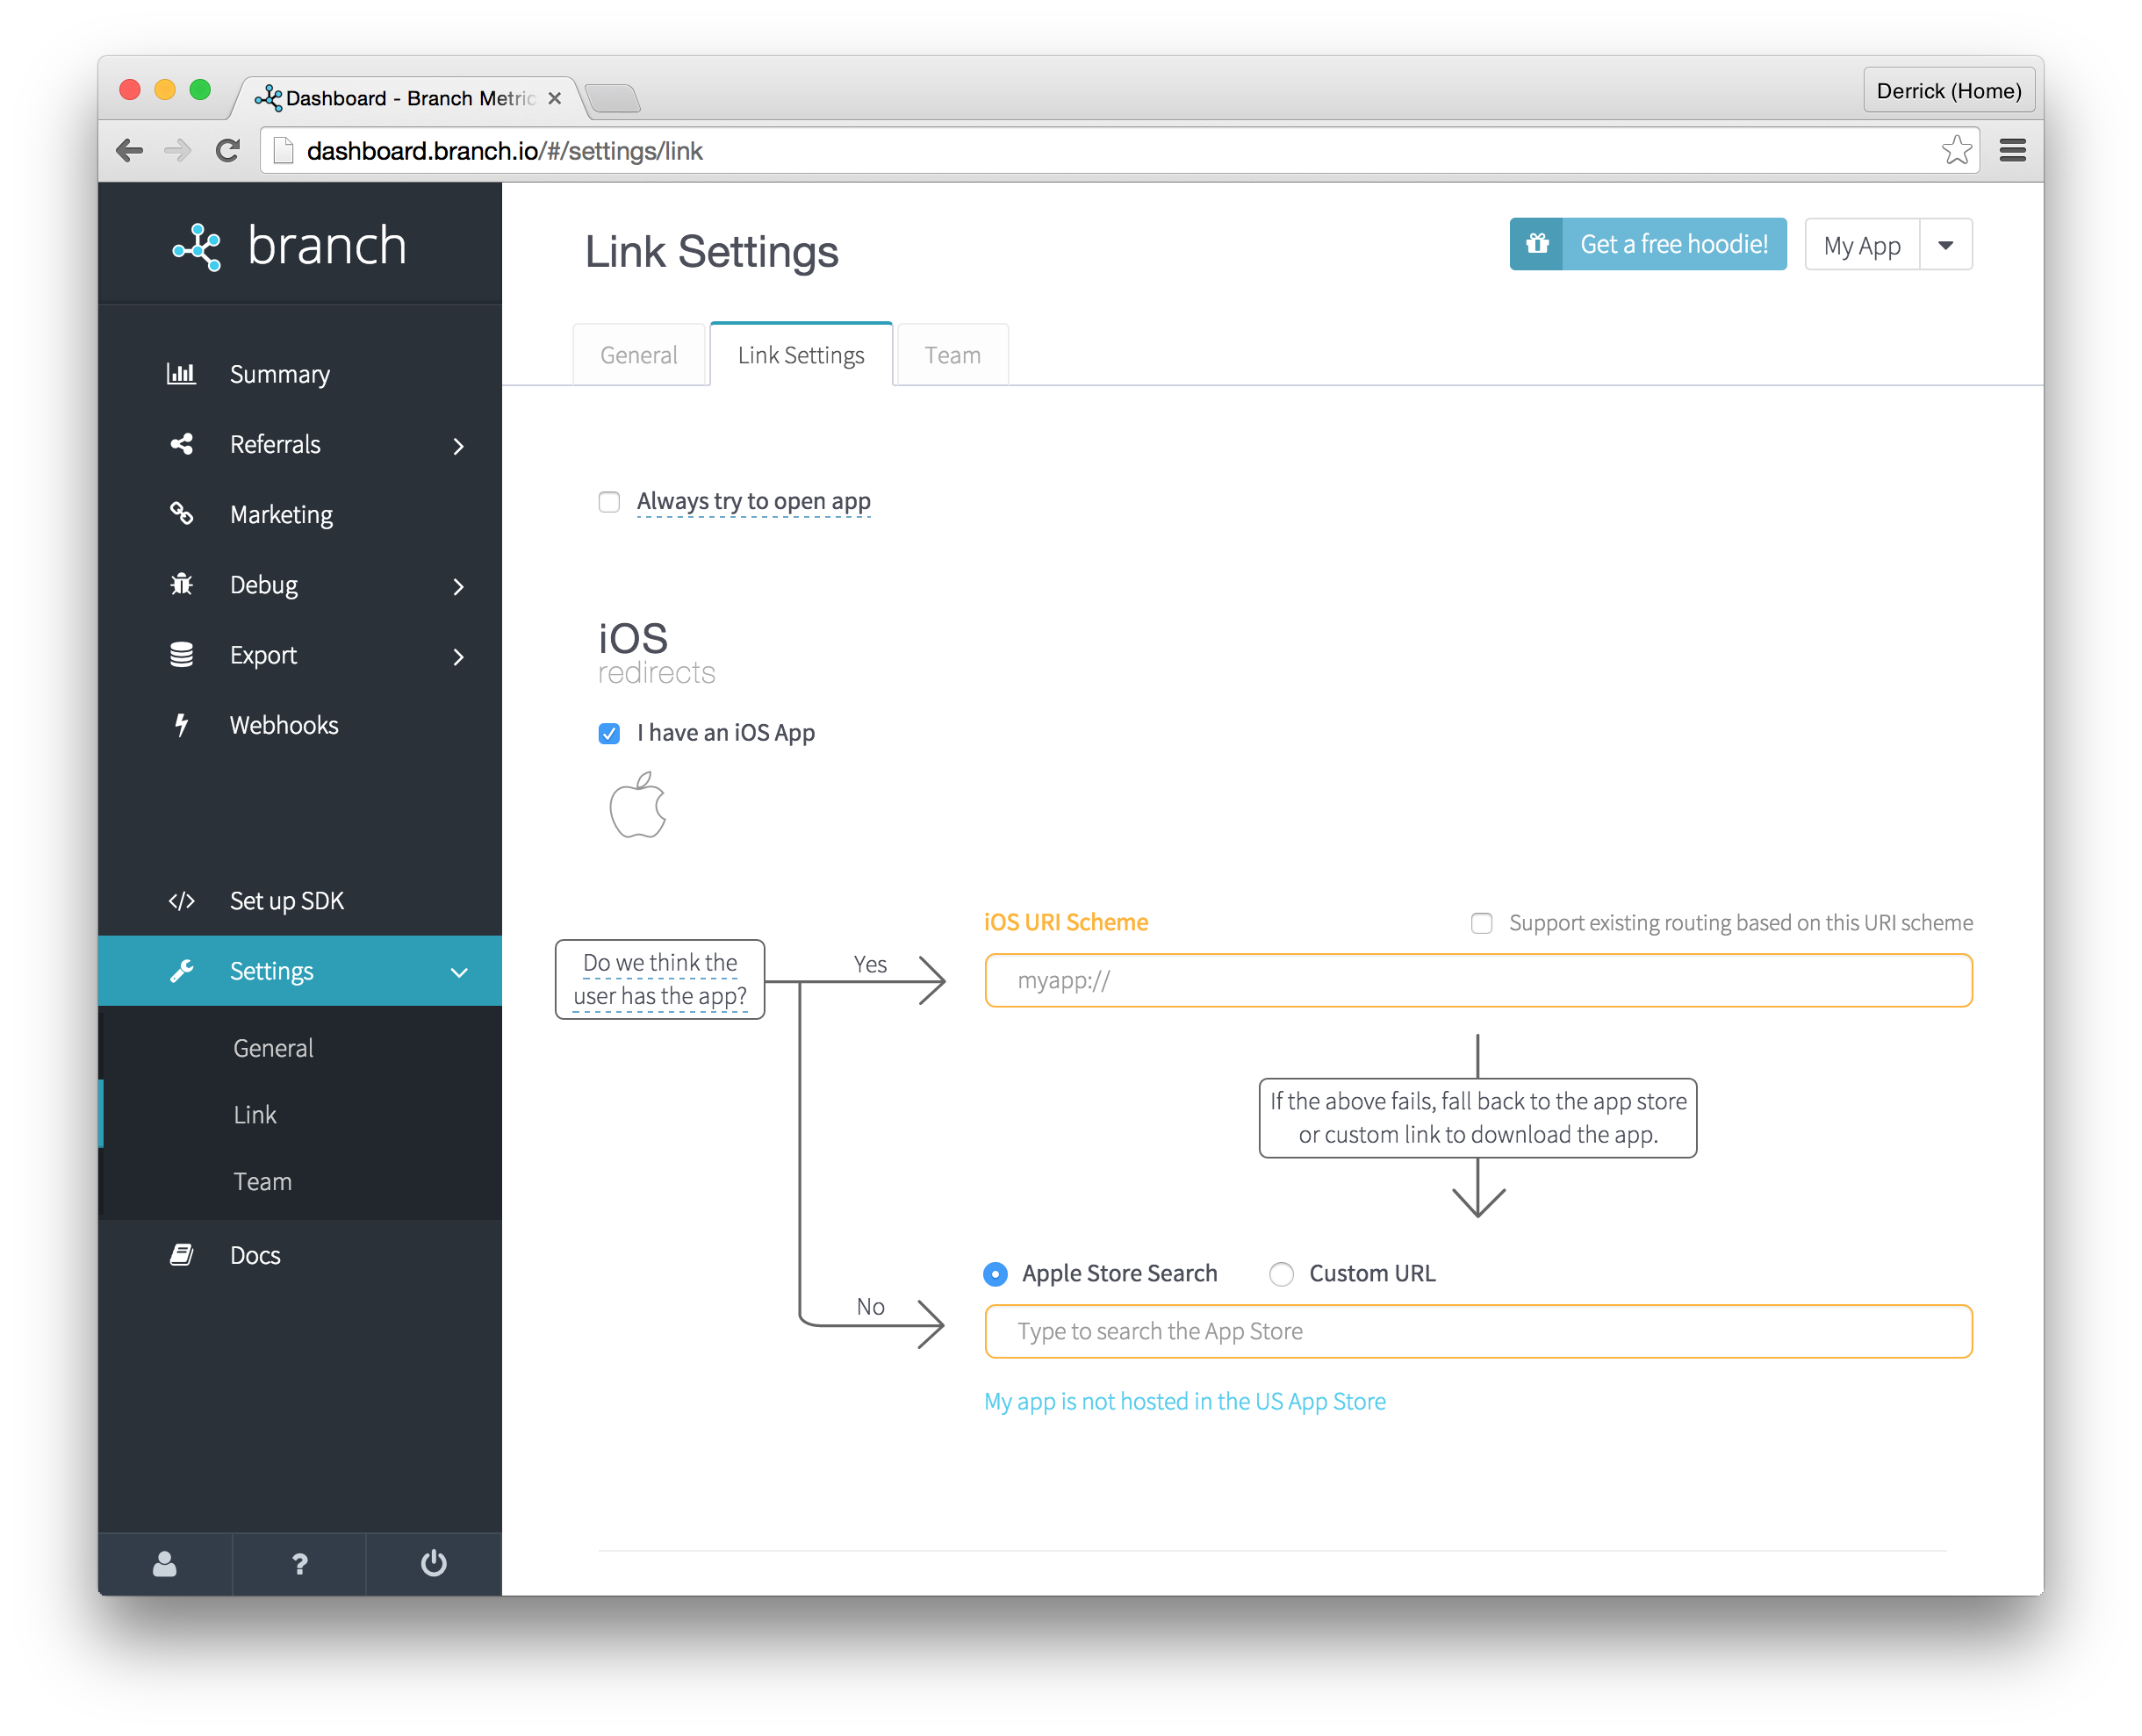 Dashboard - Branch Metric
Derrick (Home)
dashboard.branch.io/#/settings/link
branch
Summary
Referrals
Marketing
Debug
Export
Webhooks
Set up SDK
Settings
General
Link
Team
Docs
?
Link Settings
Get a free hoodie!
My App
General
Link Settings
Team
Always try to open app
iOS
redirects
I have an iOS App
Do we think the
user has the app?
Yes
iOS URI Scheme
Support existing routing based on this URI scheme
myapp://
If the above fails, fall back to the app store
or custom link to download the app.
No
Apple Store Search
Custom URL
Type to search the App Store
My app is not hosted in the US App Store